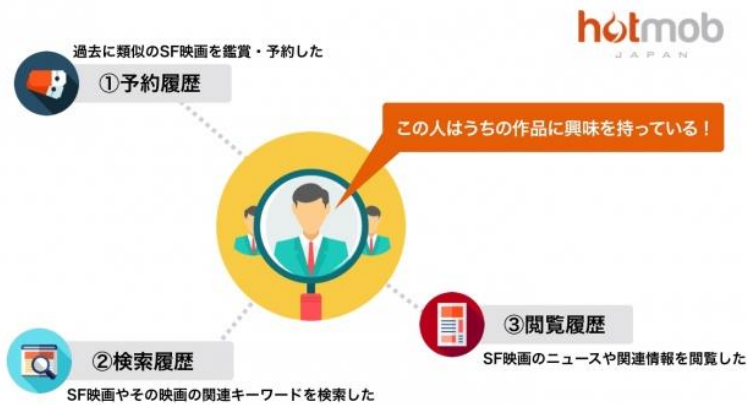 hotmob
JAPAN
過去に類似のSF映画を鑑賞・予約した
①予約履歴
この人はうちの作品に興味を持っている！
③閲覧履歴
SF映画のニュースや関連情報を閲覧した
②検索履歴
SF映画やその映画の関連キーワードを検索した